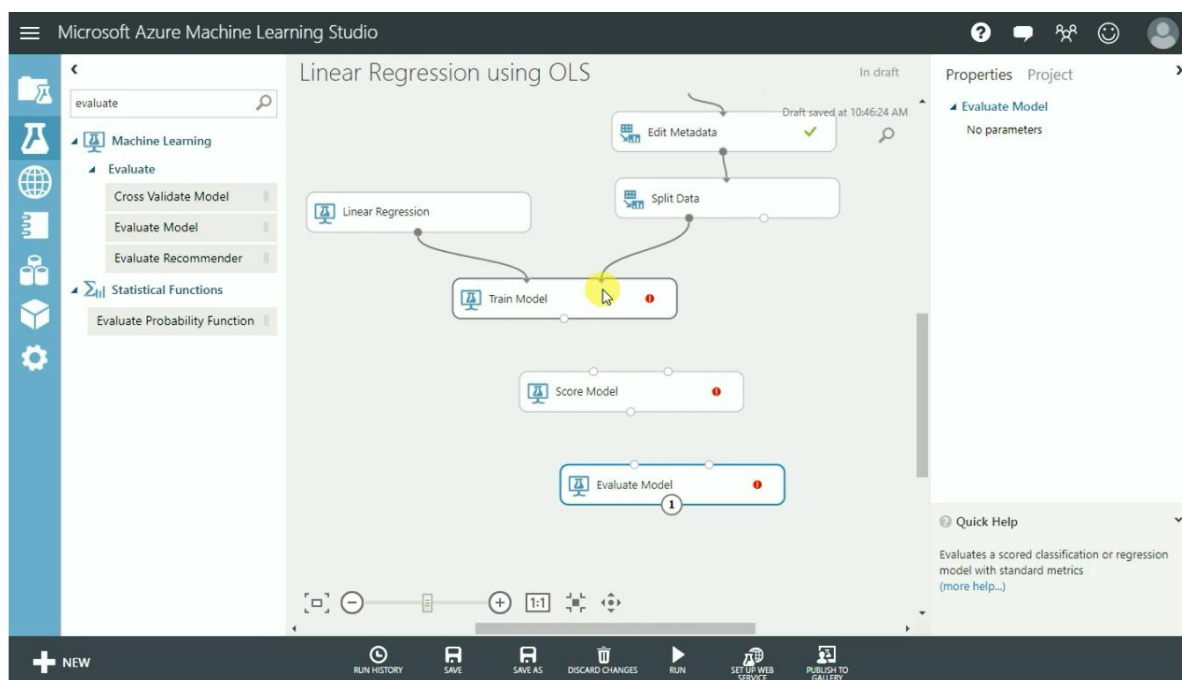 Microsoft Azure Machine Learning Studio
evaluate
Machine Learning
Evaluate
Cross Validate Model
Evaluate Model
Evaluate Recommender
Statistical Functions
Evaluate Probability Function
Linear Regression using OLS
In draft
Draft saved at 10:46:24 AM
Edit Metadata
Split Data
Linear Regression
Train Model
Score Model
Evaluate Model
1
1:1
Properties Project
Evaluate Model
No parameters
Quick Help
Evaluates a scored classification or regression
model with standard metrics
(more help...)
NEW
RUN HISTORY
SAVE
SAVE AS
DISCARD CHANGES
RUN
SET UP WEB
SERVICE
PUBLISH TO
GALLERY